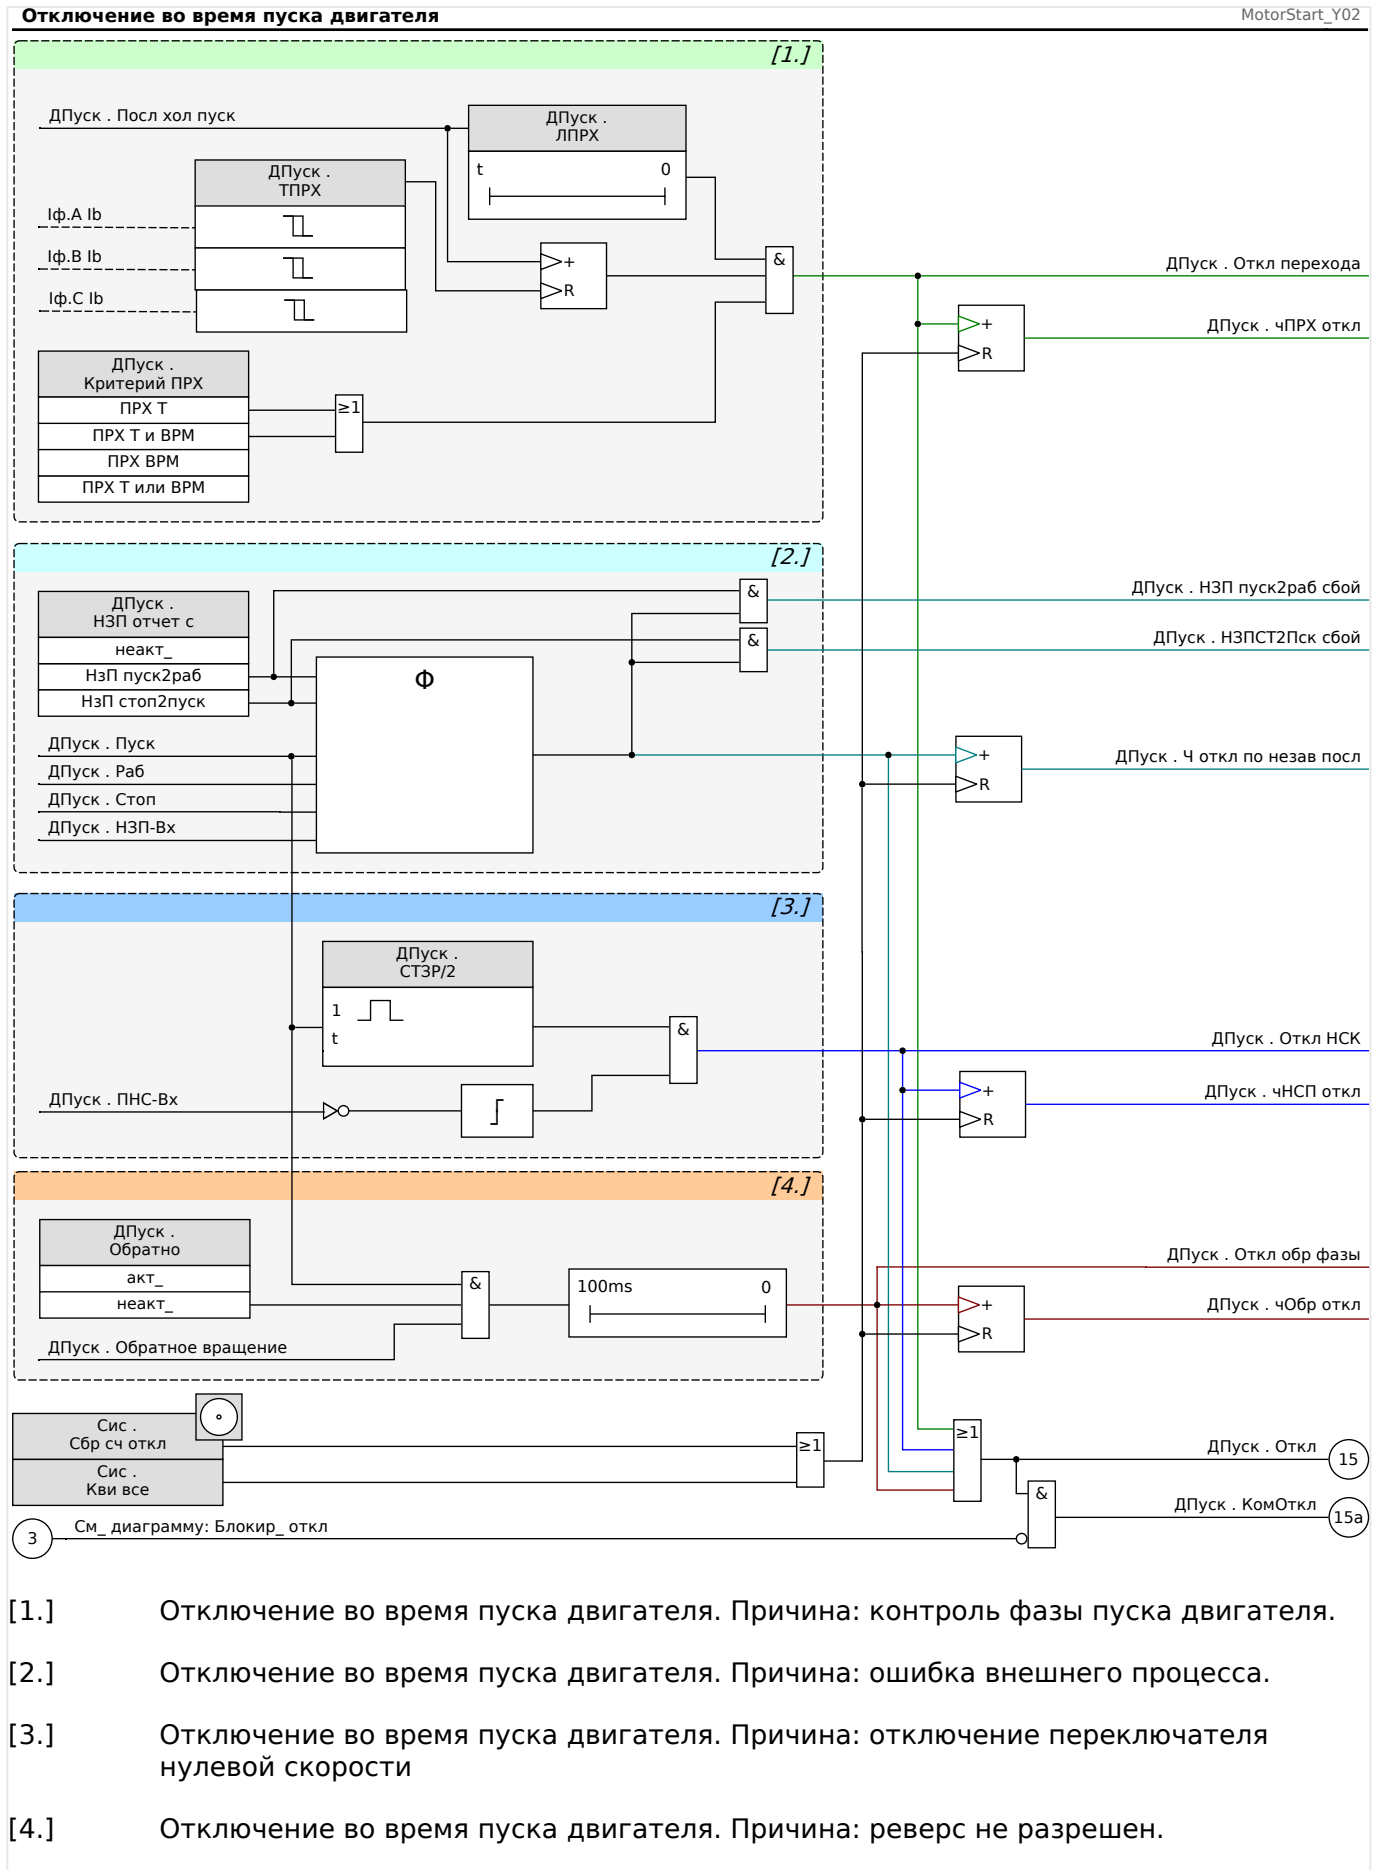 Отключение во время пуска двигателя
MotorStart_Y02
[1.]
ДПуск . Посл хол пуск
ДПуск .
ЛПРХ
t
0
ДПуск .
ТПРХ
Iф.A Ib
Iф.B Ib
Iф.C Ib
+
R
&
ДПуск . Откл перехода
+
R
ДПуск . чПРХ откл
ДПуск .
Критерий ПРХ
ПРХ Т
ПРХ Т и ВРМ
ПРХ ВРМ
ПРХ Т или ВРМ
≥1
[2.]
ДПуск .
НЗП отчет с
неакт_
НзП пуск2раб
НзП стоп2пуск
Ф
&
&
ДПуск . НЗП пуск2раб сбой
ДПуск . НЗПСТ2Пск сбой
ДПуск . Пуск
ДПуск . Раб
ДПуск . Стоп
ДПуск . НЗП-Вх
+
R
ДПуск . Ч откл по незав посл
[3.]
ДПуск .
СТЗР/2
1
t
&
ДПуск . ПНС-Вх
ДПуск . Откл НСК
+
R
ДПуск . чНСП откл
[4.]
ДПуск .
Обратно
акт_
неакт_
ДПуск . Обратное вращение
&
100ms
0
ДПуск . Откл обр фазы
+
R
ДПуск . чОбр откл
Сис .
Сбр сч откл
Сис .
Кви все
≥1
≥1
ДПуск . Откл
15
&
ДПуск . КомОткл
15a
3
См_ диаграмму: Блокир_ откл
[1.] Отключение во время пуска двигателя. Причина: контроль фазы пуска двигателя.
[2.] Отключение во время пуска двигателя. Причина: ошибка внешнего процесса.
[3.] Отключение во время пуска двигателя. Причина: отключение переключателя
нулевой скорости
[4.] Отключение во время пуска двигателя. Причина: реверс не разрешен.